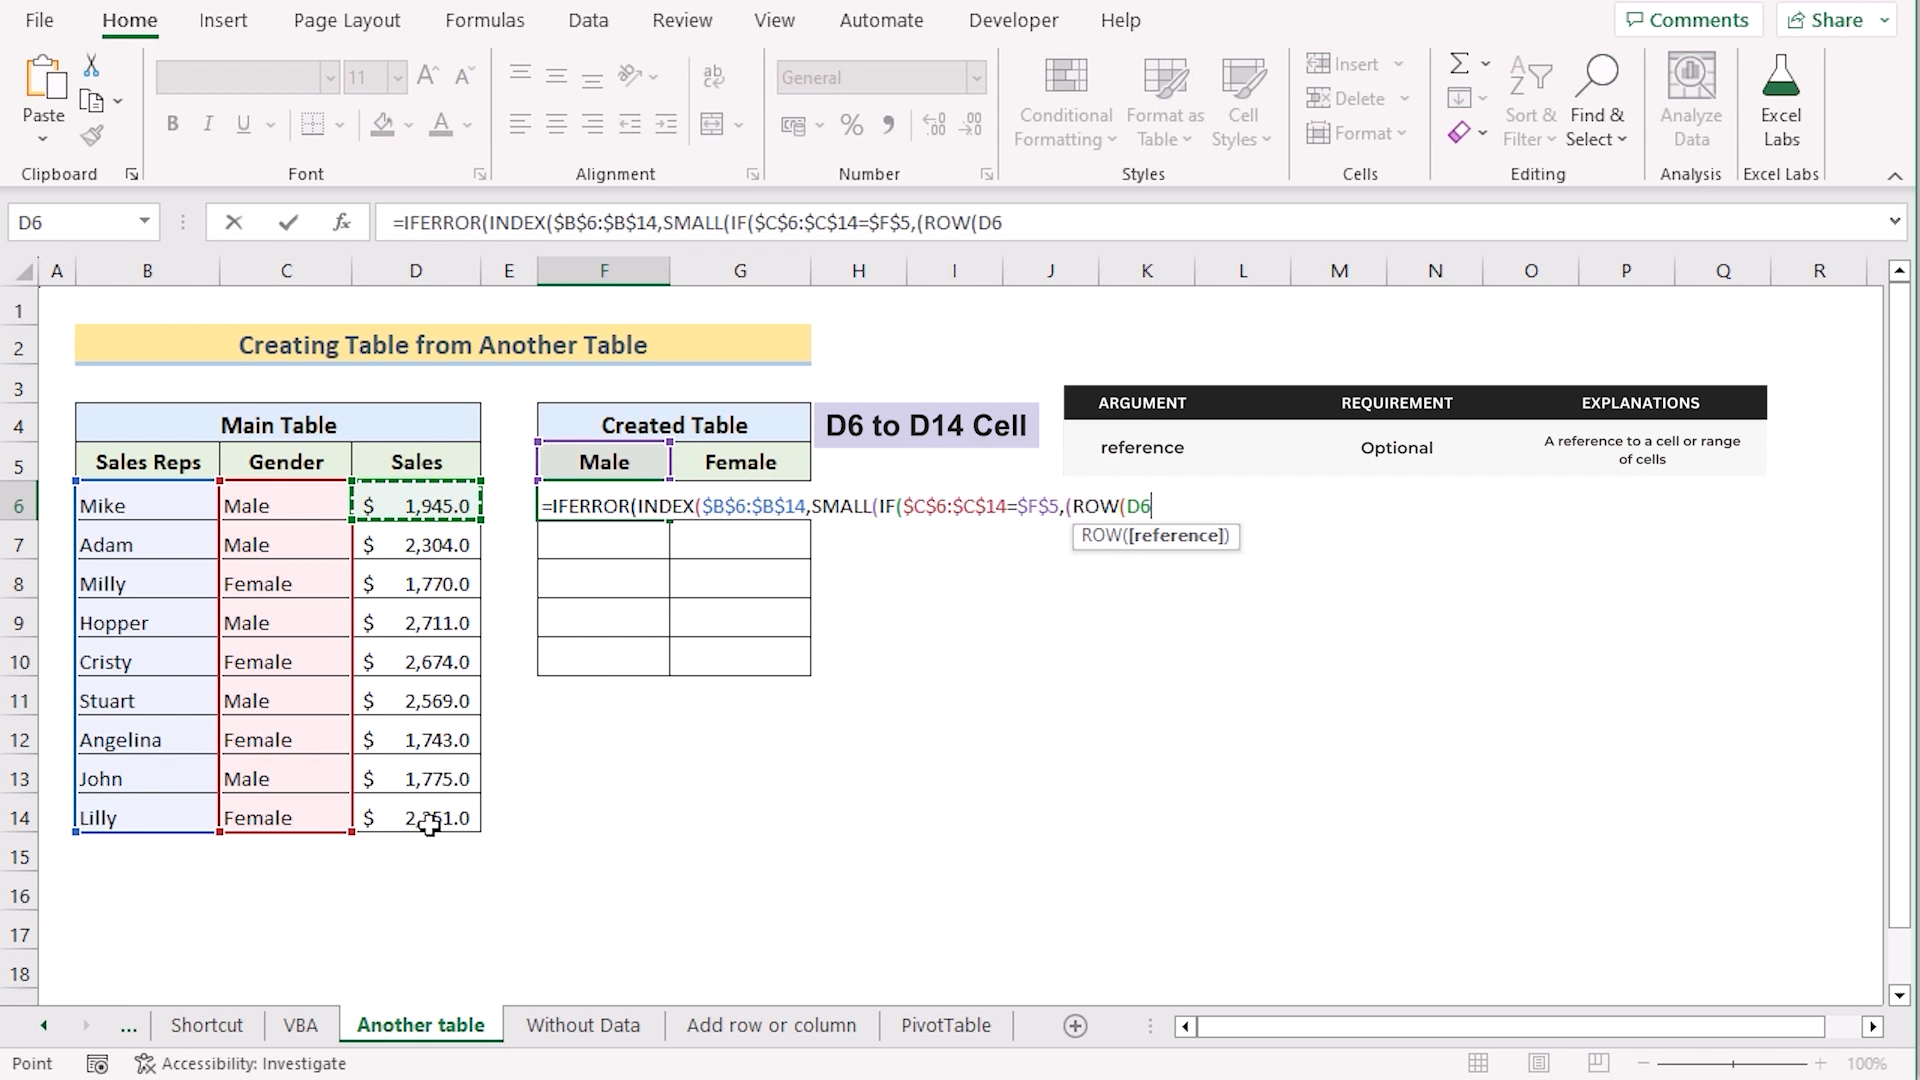 File Home Insert Page Layout Formulas Data Review View Automate Developer Help Comments Share
Paste
11
General
Conditional Formatting
Format as Table
Cell Styles
Insert
Delete
Format
Sort & Filter
Find & Select
Analyze Data
Excel Labs
Clipboard Font Alignment Number Styles Cells Editing Analysis Excel Labs
D6 =IFERROR(INDEX($B$6:$B$14,SMALL(IF($C$6:$C$14=$F$5,(ROW(D6
A B C D E F G H I J K L M N O P Q R
1
2 Creating Table from Another Table
3 ARGUMENT REQUIREMENT EXPLANATIONS
4 Main Table Created Table D6 to D14 Cell
reference Optional A reference to a cell or range
of cells
5 Sales Reps Gender Sales Male Female
6 Mike Male $ 1,945.0 =IFERROR(INDEX($B$6:$B$14,SMALL(IF($C$6:$C$14=$F$5,(ROW(D6
ROW([reference])
7 Adam Male $ 2,304.0
8 Milly Female $ 1,770.0
9 Hopper Male $ 2,711.0
10 Cristy Female $ 2,674.0
11 Stuart Male $ 2,569.0
12 Angelina Female $ 1,743.0
13 John Male $ 1,775.0
14 Lilly Female $
15
16
17
18
... Shortcut VBA Another table Without Data Add row or column PivotTable
Point Accessibility: Investigate 100%